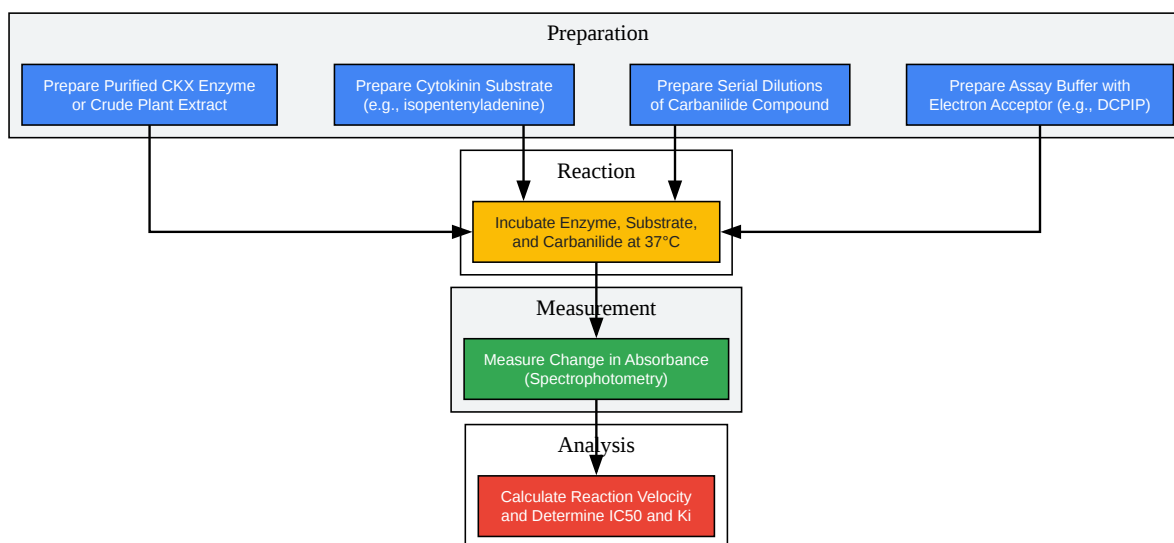 Preparation
Prepare Purified CKX Enzyme
or Crude Plant Extract
Prepare Cytokinin Substrate
(e.g., isopentenyladenine)
Prepare Serial Dilutions
of Carbanilide Compound
Prepare Assay Buffer with
Electron Acceptor (e.g., DCPIP)
Reaction
Incubate Enzyme, Substrate,
and Carbanilide at 37°C
Measurement
Measure Change in Absorbance
(Spectrophotometry)
Analysis
Calculate Reaction Velocity
and Determine IC50 and Ki